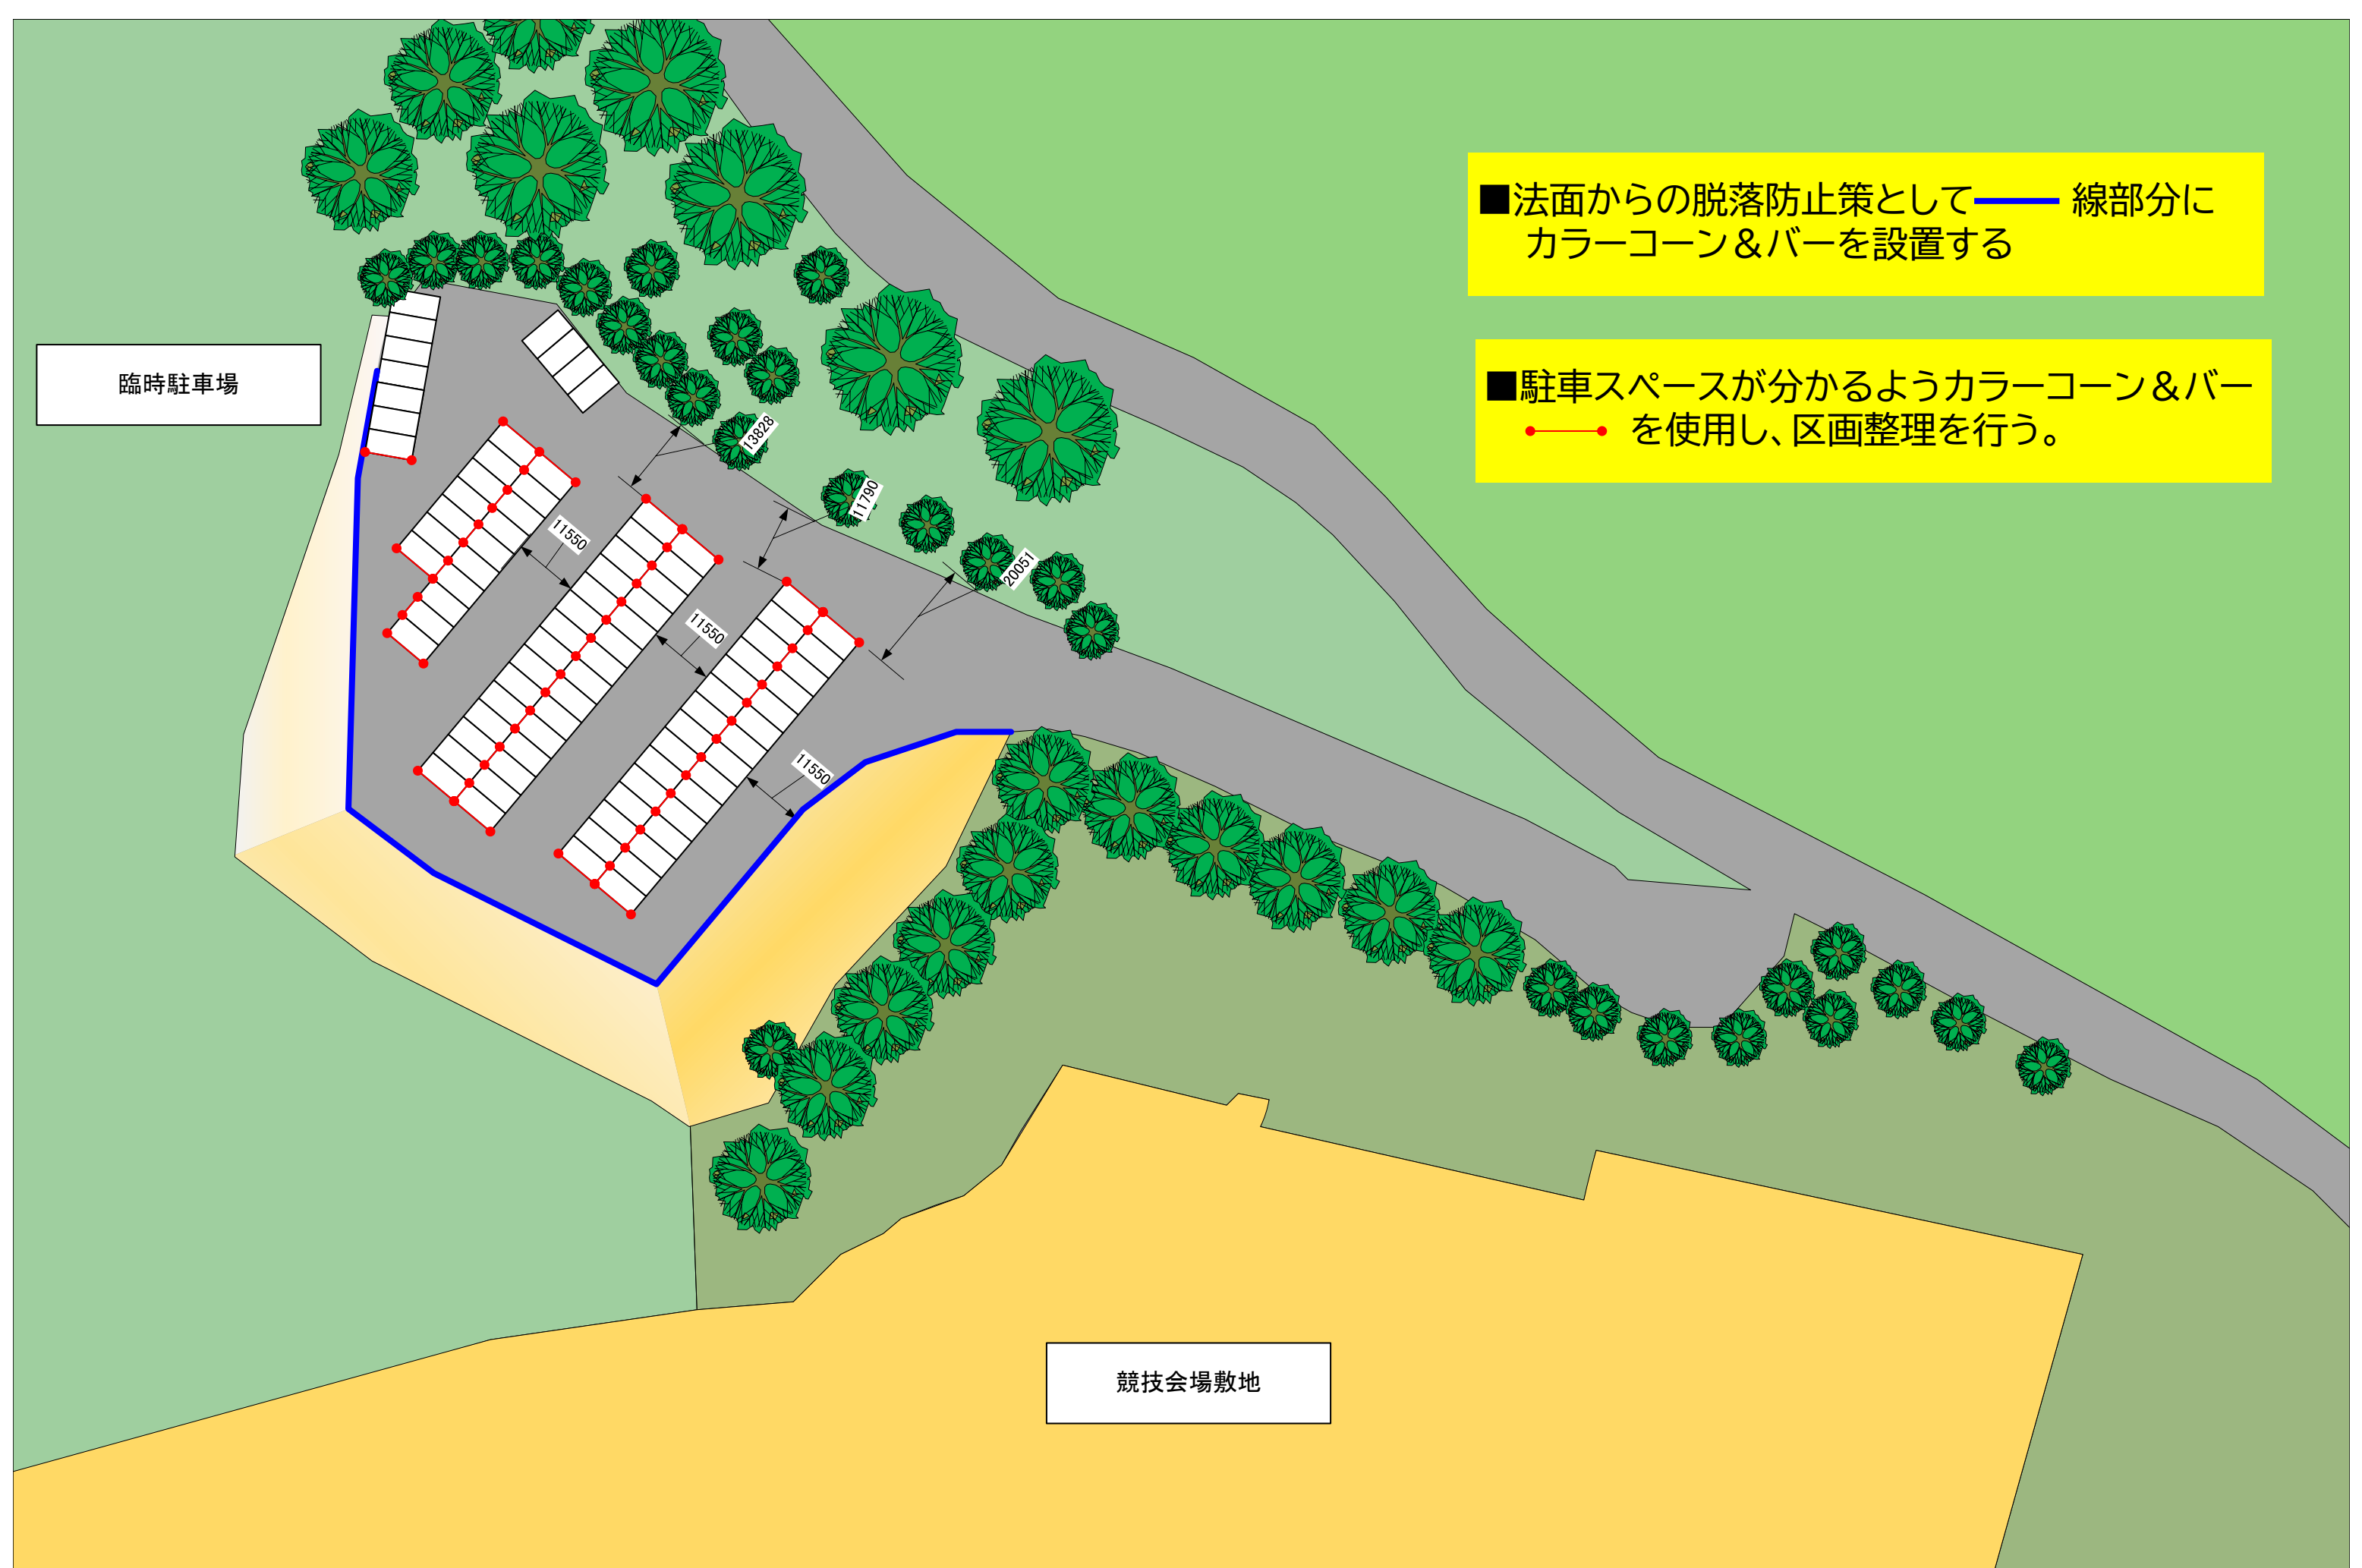 ■法面からの脱落防止策として 線部分に
カラーコーン＆バーを設置する
■駐車スペースが分かるようカラーコーン＆バー
を使用し、区画整理を行う。
臨時駐車場
13828
11790
11550
20051
11550
11550
競技会場敷地